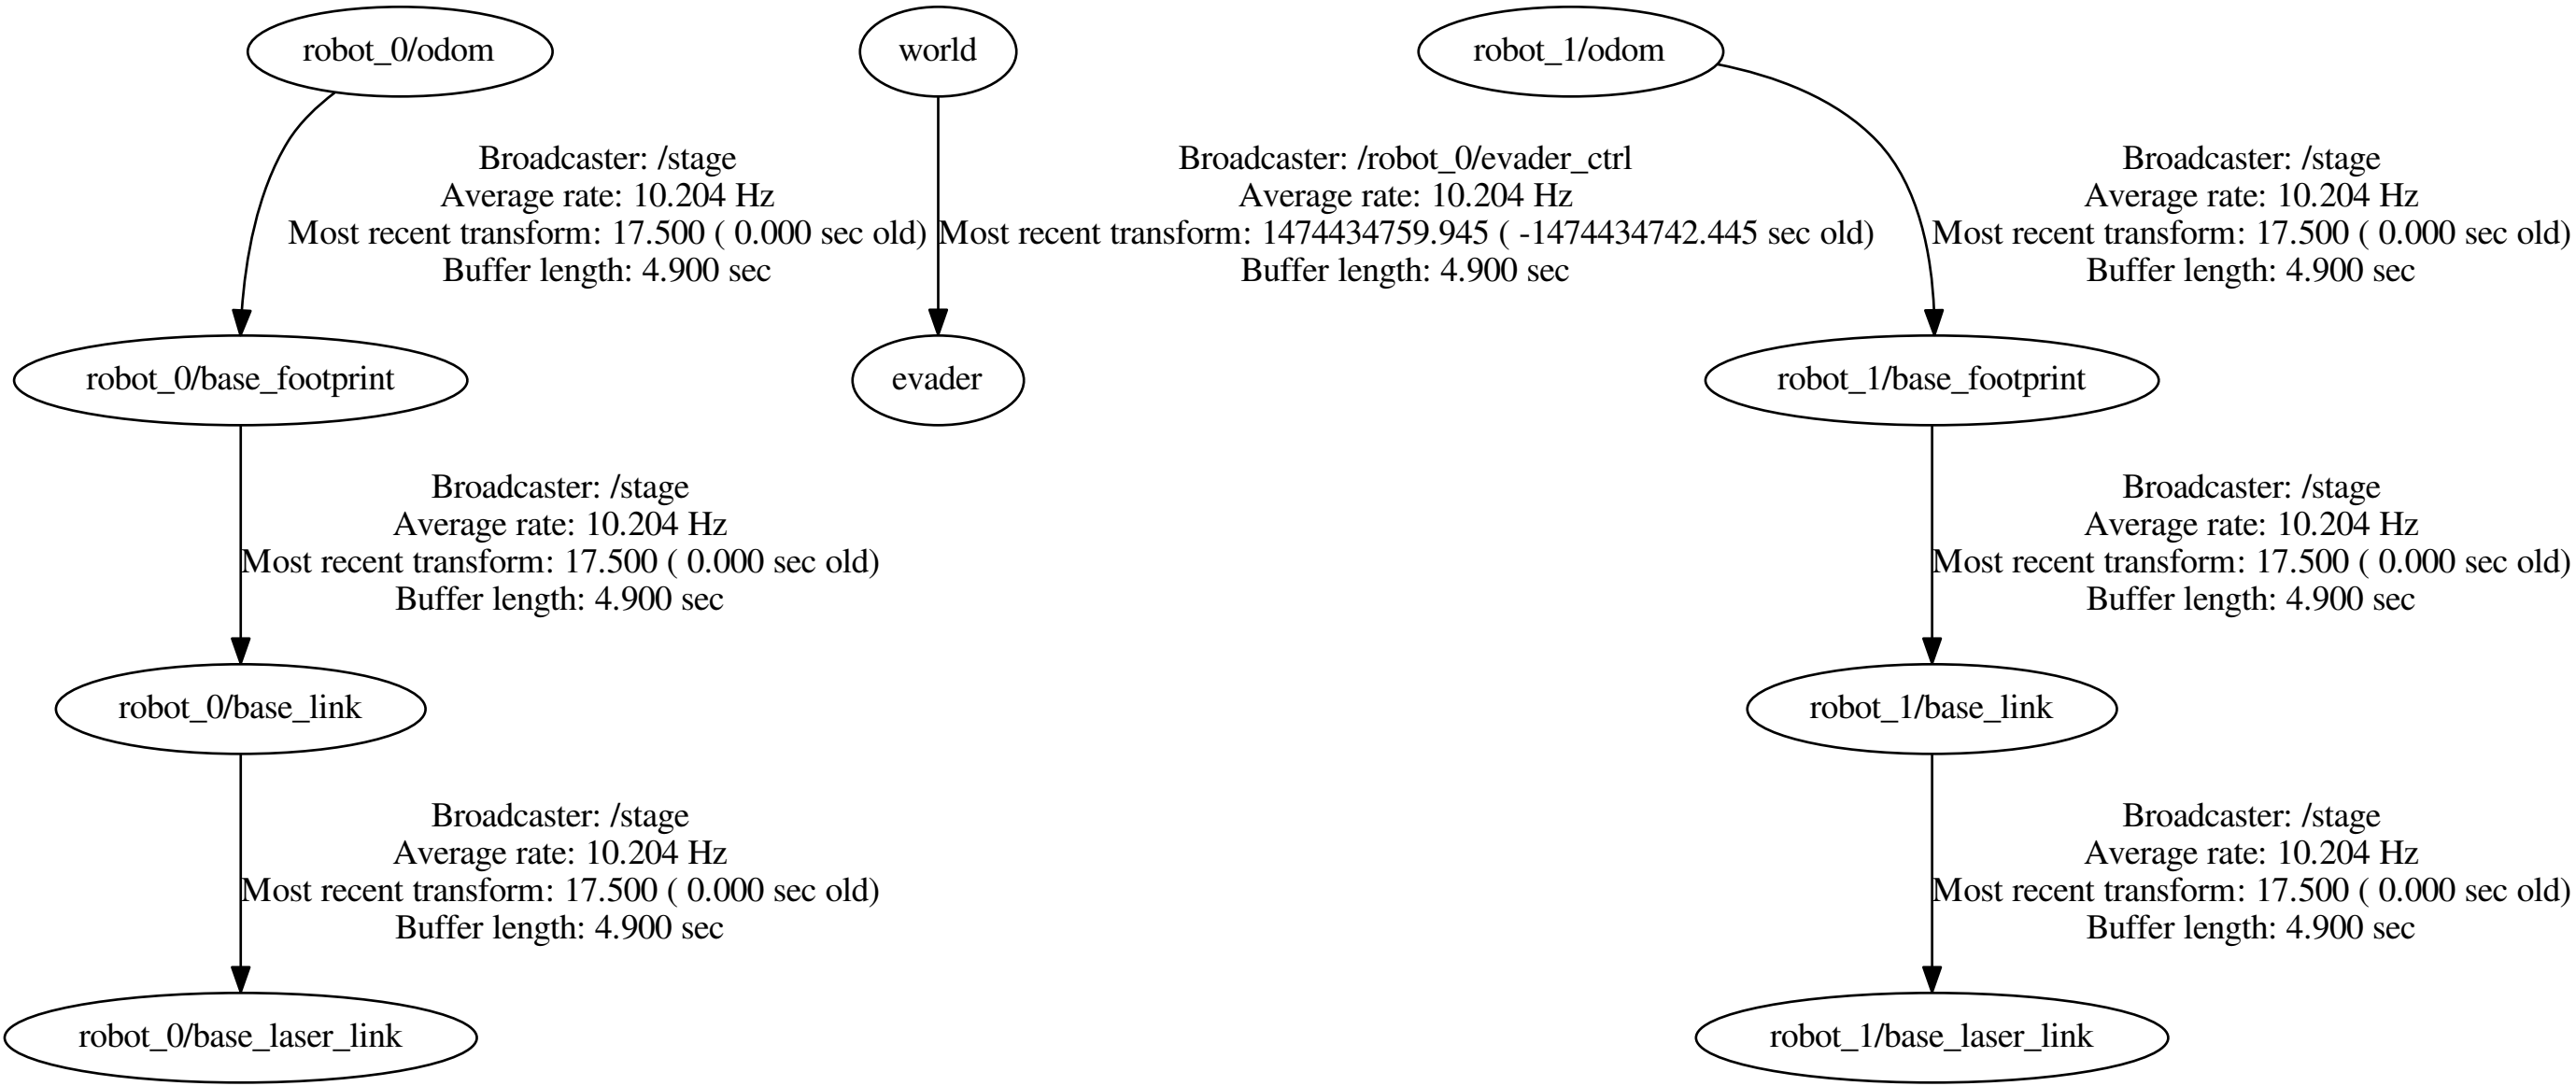 robot_0/odom
world
robot_1/odom
Broadcaster: /stage
Average rate: 10.204 Hz
Most recent transform: 17.500 ( 0.000 sec old)
Buffer length: 4.900 sec
Broadcaster: /robot_0/evader_ctrl
Average rate: 10.204 Hz
Most recent transform: 1474434759.945 ( -1474434742.445 sec old)
Buffer length: 4.900 sec
Broadcaster: /stage
Average rate: 10.204 Hz
Most recent transform: 17.500 ( 0.000 sec old)
Buffer length: 4.900 sec
robot_0/base_footprint
evader
robot_1/base_footprint
Broadcaster: /stage
Average rate: 10.204 Hz
Most recent transform: 17.500 ( 0.000 sec old)
Buffer length: 4.900 sec
Broadcaster: /stage
Average rate: 10.204 Hz
Most recent transform: 17.500 ( 0.000 sec old)
Buffer length: 4.900 sec
robot_0/base_link
robot_1/base_link
Broadcaster: /stage
Average rate: 10.204 Hz
Most recent transform: 17.500 ( 0.000 sec old)
Buffer length: 4.900 sec
Broadcaster: /stage
Average rate: 10.204 Hz
Most recent transform: 17.500 ( 0.000 sec old)
Buffer length: 4.900 sec
robot_0/base_laser_link
robot_1/base_laser_link